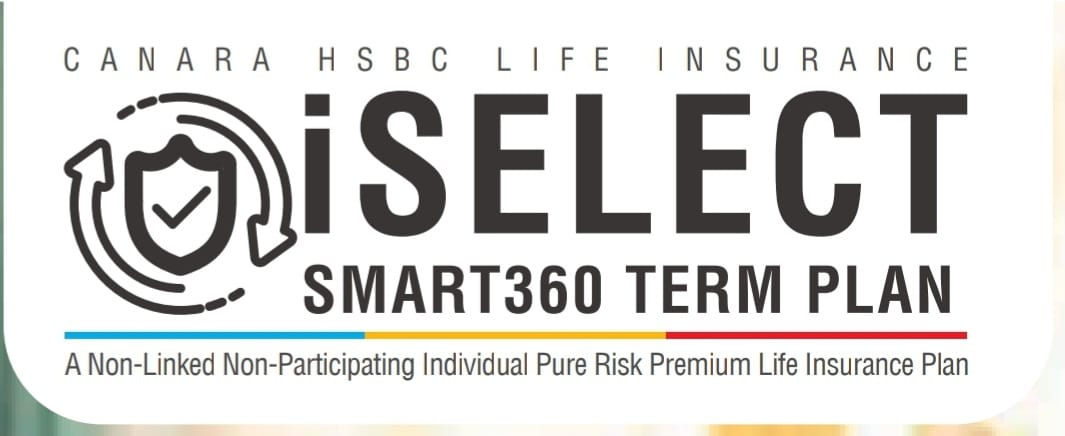 CANARA HSBC LIFE INSURANCE
iSELECT
SMART360 TERM PLAN
A Non-Linked Non-Participating Individual Pure Risk Premium Life Insurance Plan